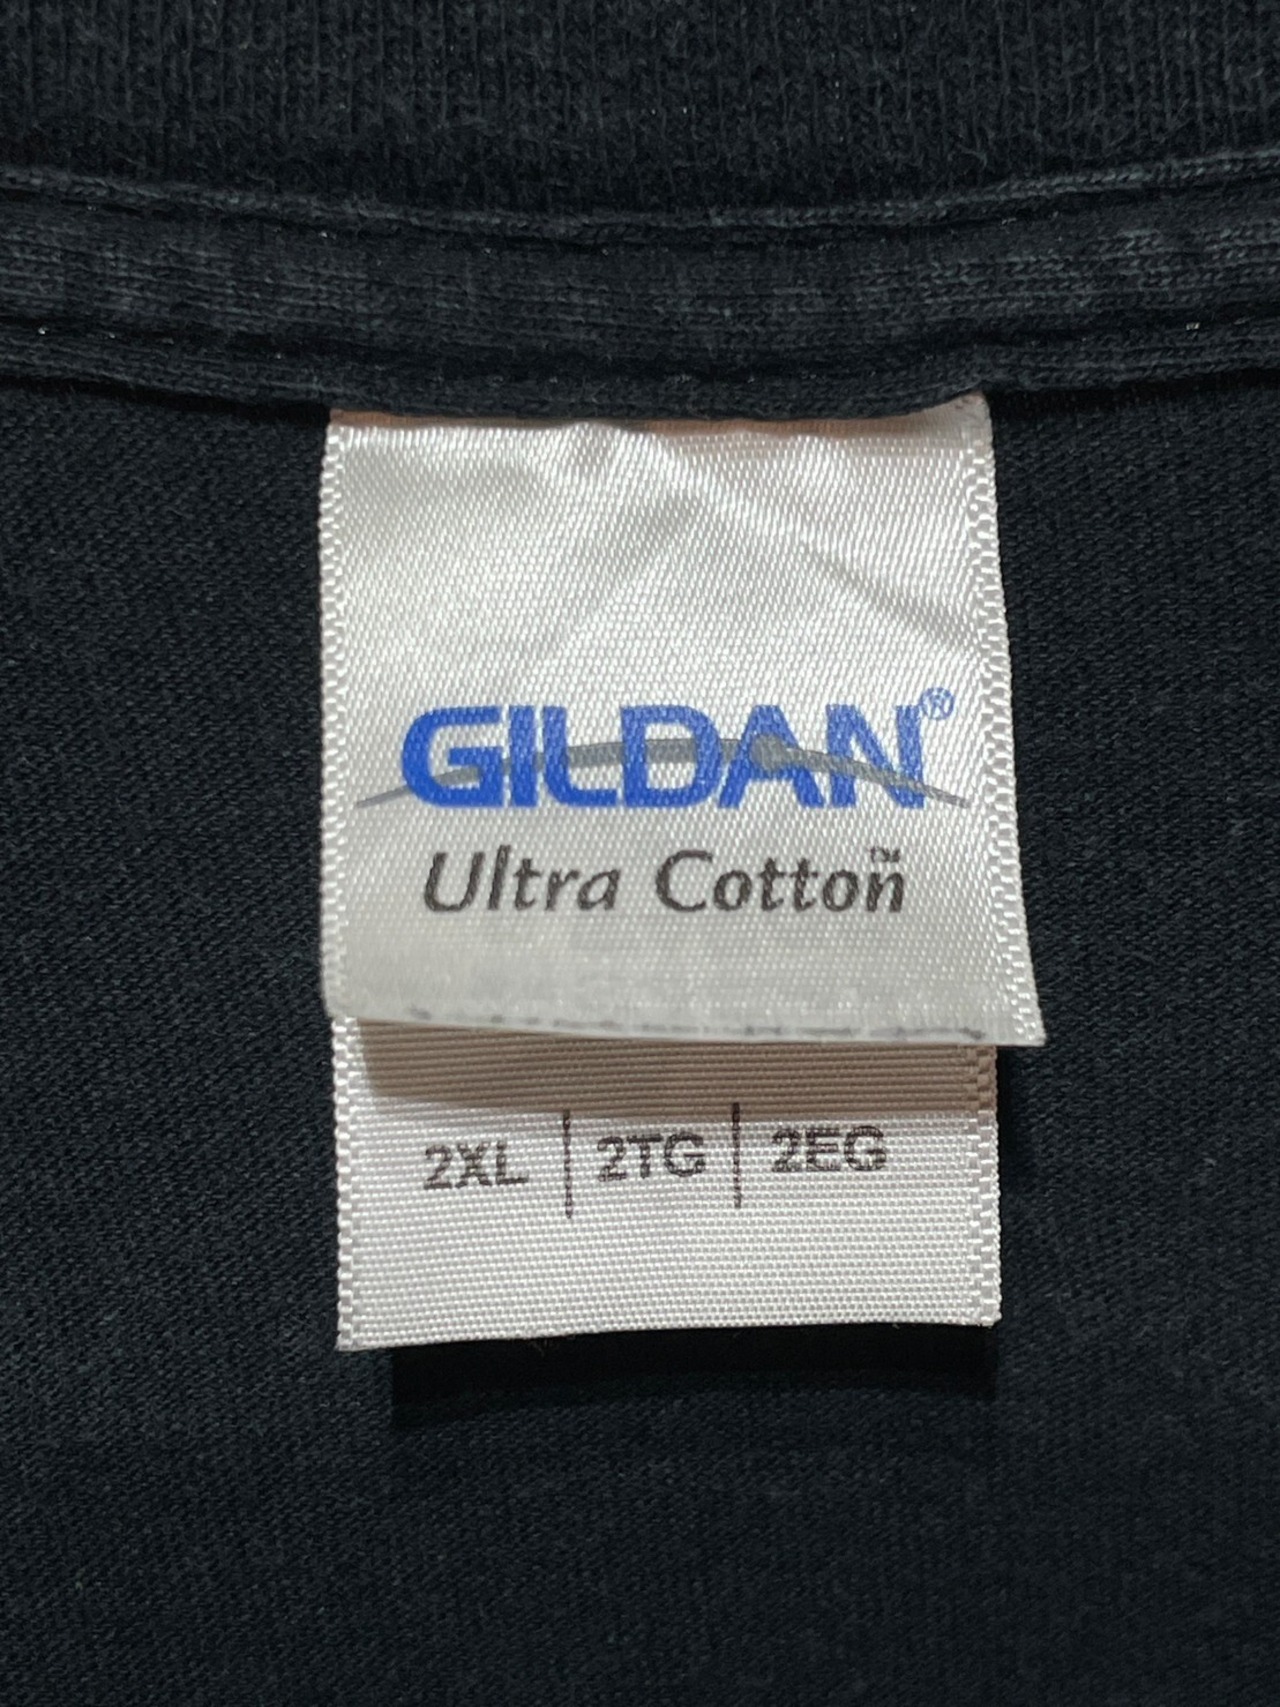 GILDAN®
Ultra Cotton™
2XL | 2TG | 2EG